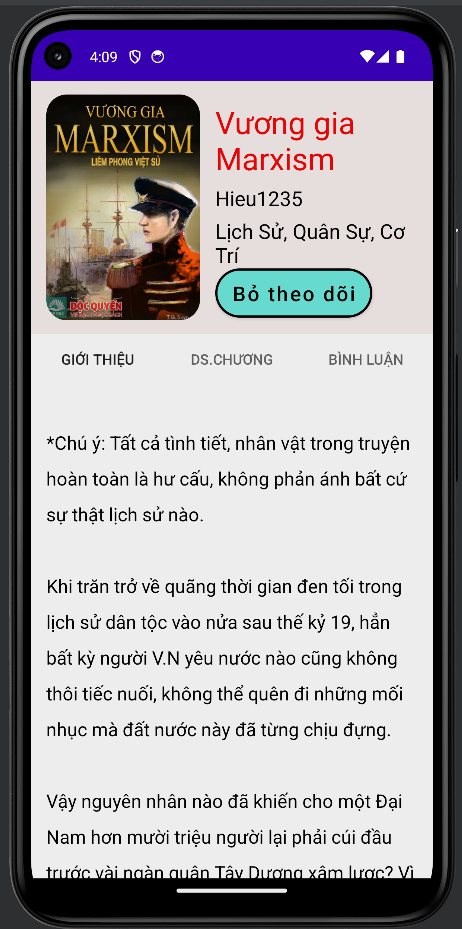 4:09
VƯƠNG GIA
MARXISM
LIÊM PHONG VIỆT SỬ
ĐỘC QUYỀN
Vương gia
Marxism
Hieu1235
Lịch Sử, Quân Sự, Cơ
Trí
Bỏ theo dõi
GIỚI THIỆU DS.CHƯƠNG BÌNH LUẬN
*Chú ý: Tất cả tình tiết, nhân vật trong truyện
hoàn toàn là hư cấu, không phản ánh bất cứ
sự thật lịch sử nào.
Khi trăn trở về quãng thời gian đen tối trong
lịch sử dân tộc vào nửa sau thế kỷ 19, hẳn
bất kỳ người V.N yêu nước nào cũng không
thôi tiếc nuối, không thể quên đi những mối
nhục mà đất nước này đã từng chịu đựng.
Vậy nguyên nhân nào đã khiến cho một Đại
Nam hơn mười triệu người lại phải cúi đầu
trước vài ngàn quân Tây Dương xâm lược? Vì